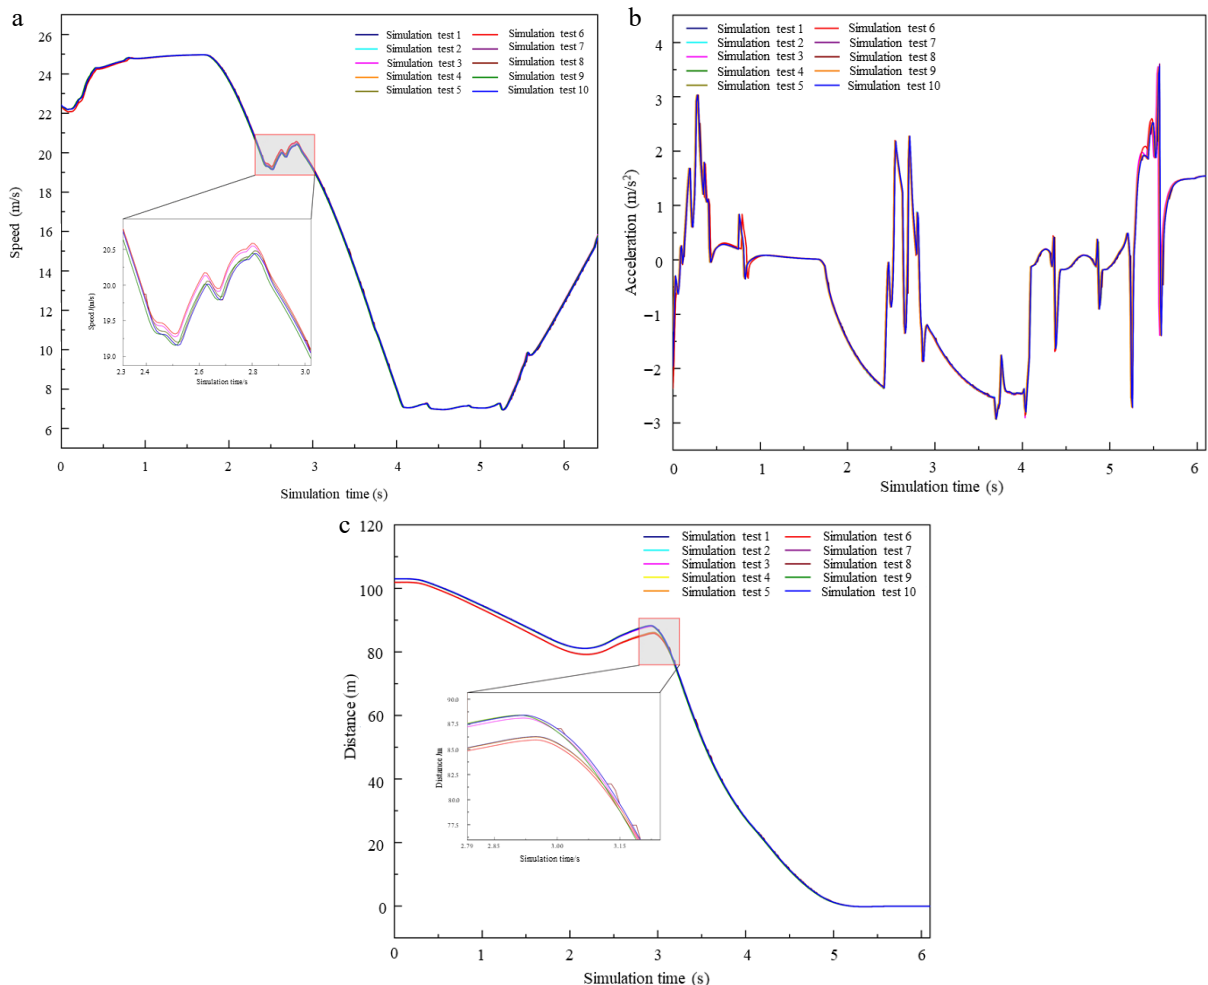 a
26
24
22
20
18
16
14
12
10
8
6
Speed (m/s)
0 1 2 3 4 5 6
Simulation time (s)
Simulation test 1 Simulation test 6
Simulation test 2 Simulation test 7
Simulation test 3 Simulation test 8
Simulation test 4 Simulation test 9
Simulation test 5 Simulation test 10
20.5
20.0
19.5
19.0
2.3 2.4 2.6 2.8 3.0
Simulation time/s
b
4
3
2
1
0
−1
−2
−3
Acceleration (m/s²)
0 1 2 3 4 5 6
Simulation time (s)
Simulation test 1 Simulation test 6
Simulation test 2 Simulation test 7
Simulation test 3 Simulation test 8
Simulation test 4 Simulation test 9
Simulation test 5 Simulation test 10
c
120
100
80
60
40
20
0
Distance (m)
0 1 2 3 4 5 6
Simulation time (s)
Simulation test 1 Simulation test 6
Simulation test 2 Simulation test 7
Simulation test 3 Simulation test 8
Simulation test 4 Simulation test 9
Simulation test 5 Simulation test 10
90.0
87.5
85.0
82.5
80.0
77.5
Distance
2.79 2.85 3.00 3.15
Simulation time/s